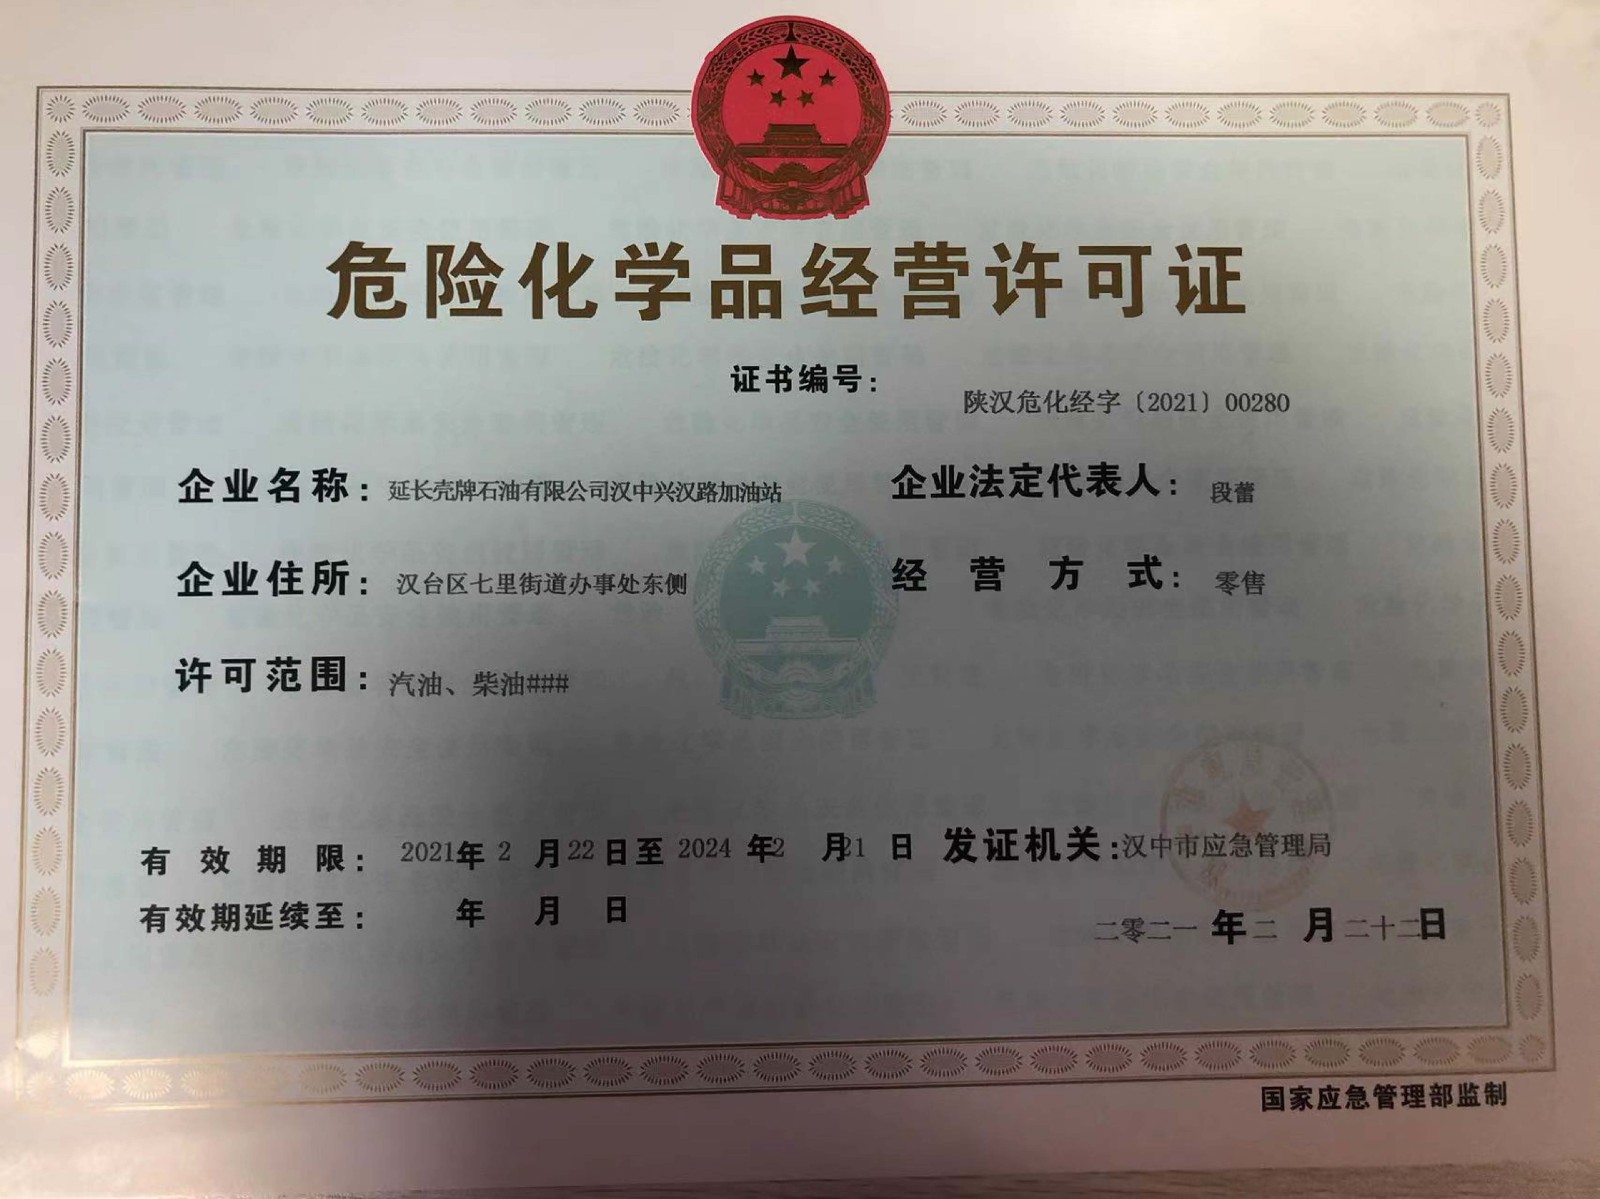 危险化学品经营许可证
证书编号: 陕汉危化经字〔2021〕00280
企业名称: 延长壳牌石油有限公司汉中兴汉路加油站 企业法定代表人: 段蕾
企业住所: 汉台区七里街道办事处东侧 经营方式: 零售
许可范围: 汽油、柴油###
有效期限: 2021年 2 月22日至 2024 年2 月21 日 发证机关:汉中市应急管理局
有效期延续至: 年 月 日 二零二一 年二 月二十二日
国家应急管理部监制